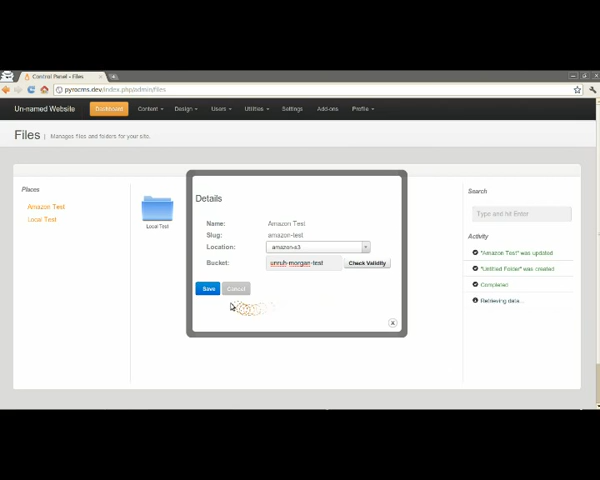 Control Panel - Files
pyrocms.dev/index.php/admin/files
Un-named Website Dashboard Content Design Users Utilities Settings Add-ons Profile
Files | Manages files and folders for your site.
Places
Amazon Test
Local Test
Local Test
Details
Name: Amazon Test
Slug: amazon-test
Location: amazon-s3
Bucket: unruh-morgan-test Check Validity
Save Cancel
x
Search
Type and hit Enter
Activity
"Amazon Test" was updated
"Untitled Folder" was created
Completed
Retrieving data...